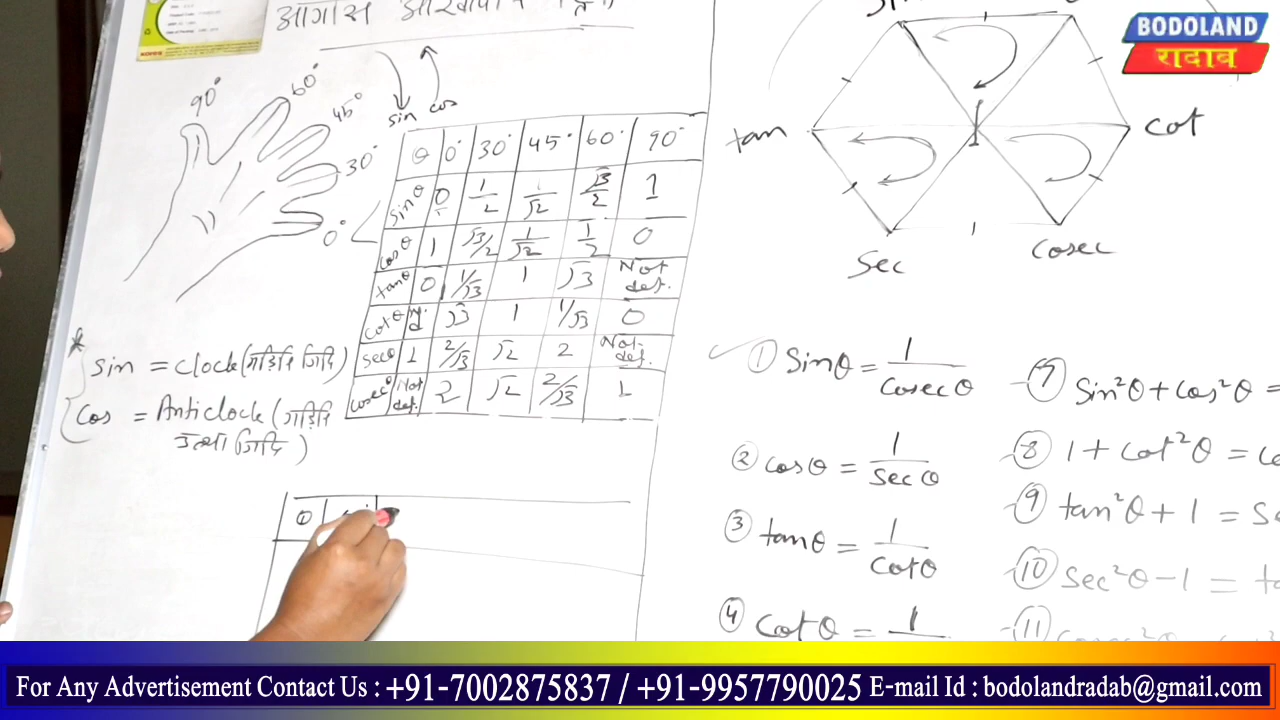 BODOLAND
रादाब
90°
60°
45°
30°
0°
sin
cos
θ 0° 30° 45° 60° 90°
sinθ 0 1/2 1/√2 √3/2 1
cosθ 1 √3/2 1/√2 1/2 0
tanθ 0 1/√3 1 √3 Not def.
cotθ N.d √3 1 1/√3 0
secθ 1 2/√3 √2 2 Not def.
cosecθ Not def. 2 √2 2/√3 1
* sin = clock (गड़िनि जिदि)
cos = Anticlock (गड़िनि
उल्था जिदि)
θ
tan
cot
1
Sec
Cosec
① Sinθ = 1/cosecθ
② cosθ = 1/secθ
③ tanθ = 1/cotθ
④ cotθ = 1
⑦ Sin²θ + cos²θ =
⑧ 1 + cot²θ =
⑨ tan²θ + 1 =
⑩ Sec²θ - 1 =
⑪
For Any Advertisement Contact Us : +91-7002875837 / +91-9957790025 E-mail Id : bodolandradab@gmail.com